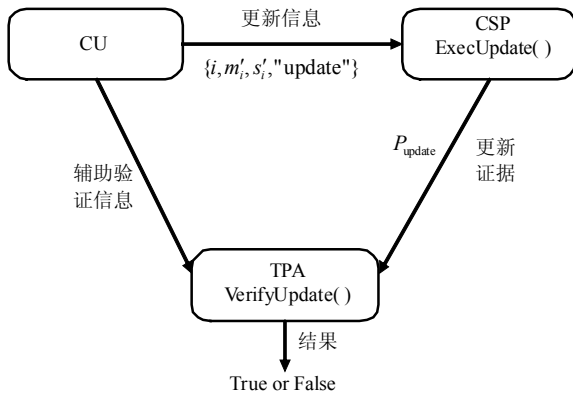 更新信息
CU
CSP
ExecUpdate( )
{i, m′ᵢ, s′ᵢ, "update"}
P_update
更新
证据
辅助验
证信息
TPA
VerifyUpdate( )
结果
True or False